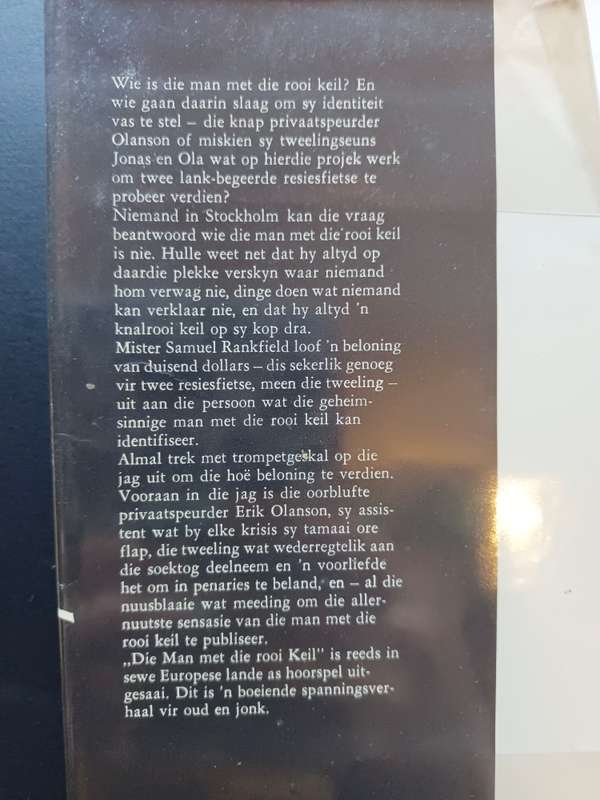 Wie is die man met die rooi keil? En
wie gaan daarin slaag om sy identiteit
vas te stel – die knap privaatspeurder
Olanson of miskien sy tweelingseuns
Jonas en Ola wat op hierdie projek werk
om twee lank-begeerde resiesfietse te
probeer verdien?
Niemand in Stockholm kan die vraag
beantwoord wie die man met die rooi keil
is nie. Hulle weet net dat hy altyd op
daardie plekke verskyn waar niemand
hom verwag nie, dinge doen wat niemand
kan verklaar nie, en dat hy altyd 'n
knalrooi keil op sy kop dra.
Mister Samuel Rankfield loof 'n beloning
van duisend dollars – dis sekerlik genoeg
vir twee resiesfietse, meen die tweeling –
uit aan die persoon wat die geheim-
sinnige man met die rooi keil kan
identifiseer.
Almal trek met trompetgeskal op die
jag uit om die hoë beloning te verdien.
Vooraan in die jag is die oorblufte
privaatspeurder Erik Olanson, sy assis-
tent wat by elke krisis sy tamaai ore
flap, die tweeling wat wederregtelik aan
die soektog deelneem en 'n voorliefde
het om in penaries te beland, en – al die
nuusblaaie wat meeding om die aller-
nuutste sensasie van die man met die
rooi keil te publiseer.
„Die Man met die rooi Keil" is reeds in
sewe Europese lande as hoorspel uit-
gesaai. Dit is 'n boeiende spanningsver-
haal vir oud en jonk.